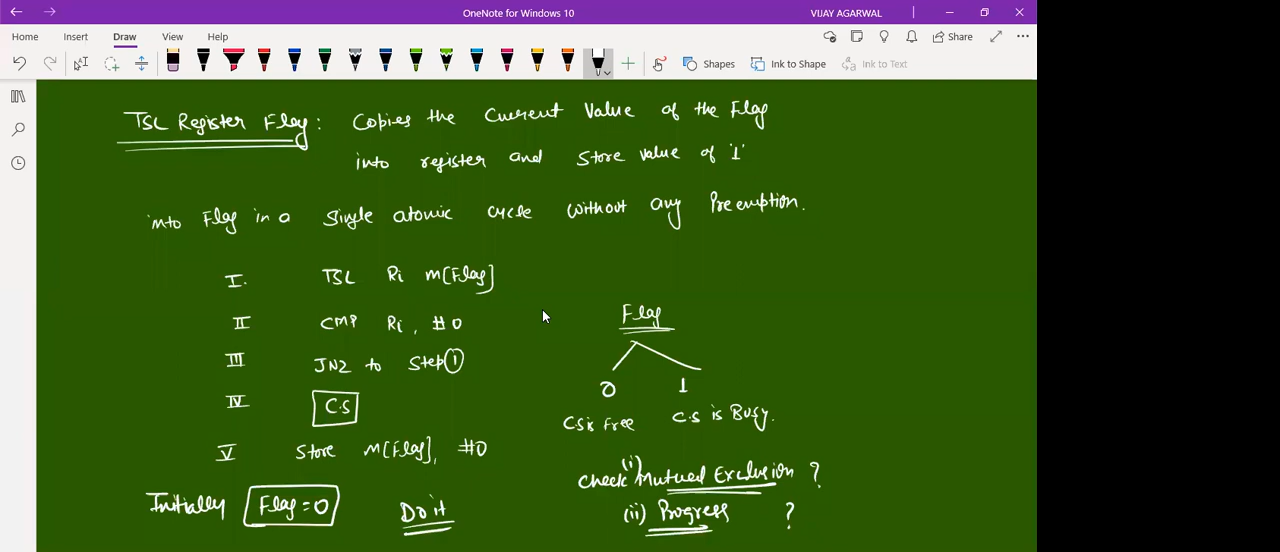 OneNote for Windows 10
VIJAY AGARWAL
Home Insert Draw View Help
Share
Shapes Ink to Shape Ink to Text
TSL Register Flag: Copies the Current Value of the Flag
into register and Store value of '1'
into Flag in a Single atomic cycle without any Preemption.
I. TSL Ri M[Flag]
II CMP Ri, #0
III JNZ to Step ①
IV C.S
V Store M[Flag], #0
Initially Flag = 0
Do it
Flag
0 1
C.S is Free C.S is Busy.
Check (i) Mutual Exclusion ?
(ii) Progress ?